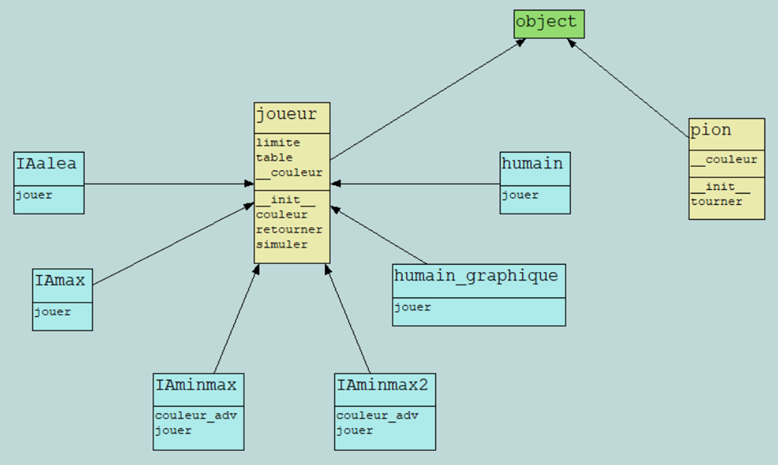 object
joueur
limite
table
__couleur
__init__
couleur
retourner
simuler
pion
__couleur
__init__
tourner
IAalea
jouer
humain
jouer
IAmax
jouer
humain_graphique
jouer
IAminmax
couleur_adv
jouer
IAminmax2
couleur_adv
jouer